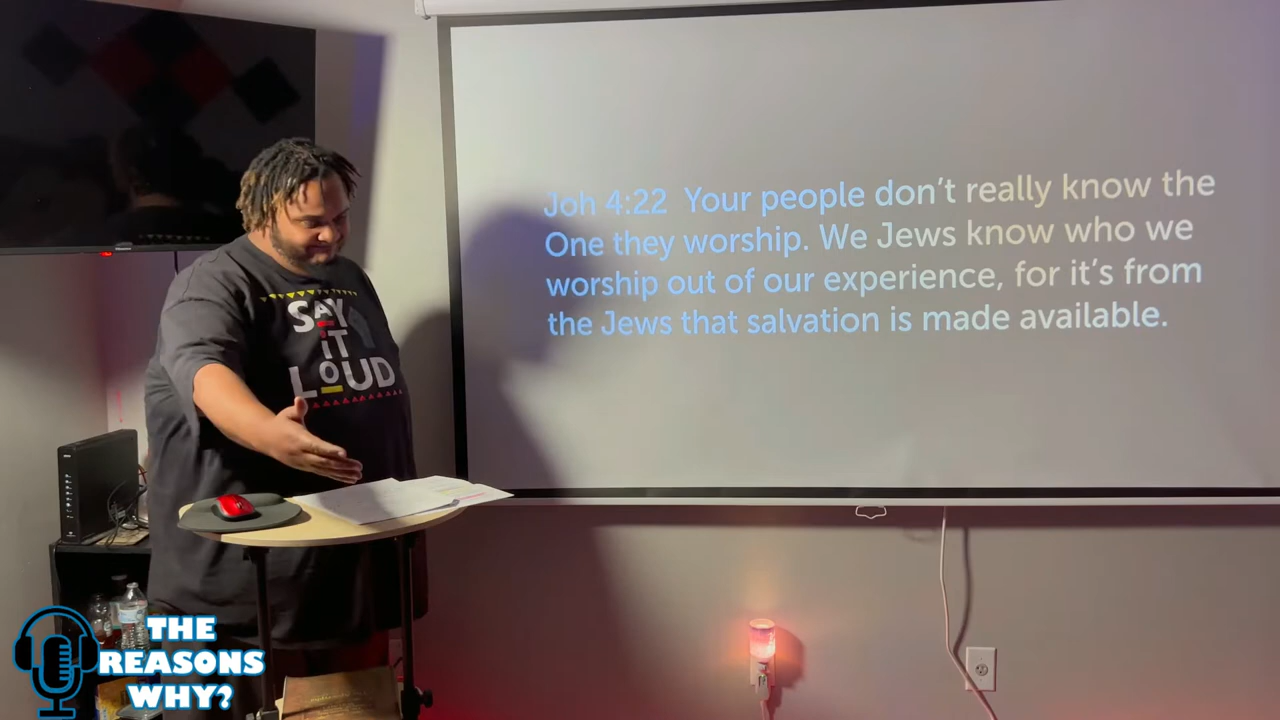 SAY
iT
LOUD
Joh 4:22 Your people don't really know the
One they worship. We Jews know who we
worship out of our experience, for it's from
the Jews that salvation is made available.
THE
REASONS
WHY?